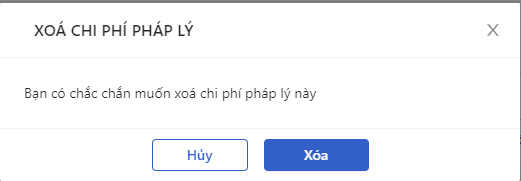 XOÁ CHI PHÍ PHÁP LÝ
Bạn có chắc chắn muốn xoá chi phí pháp lý này
Hủy
Xóa